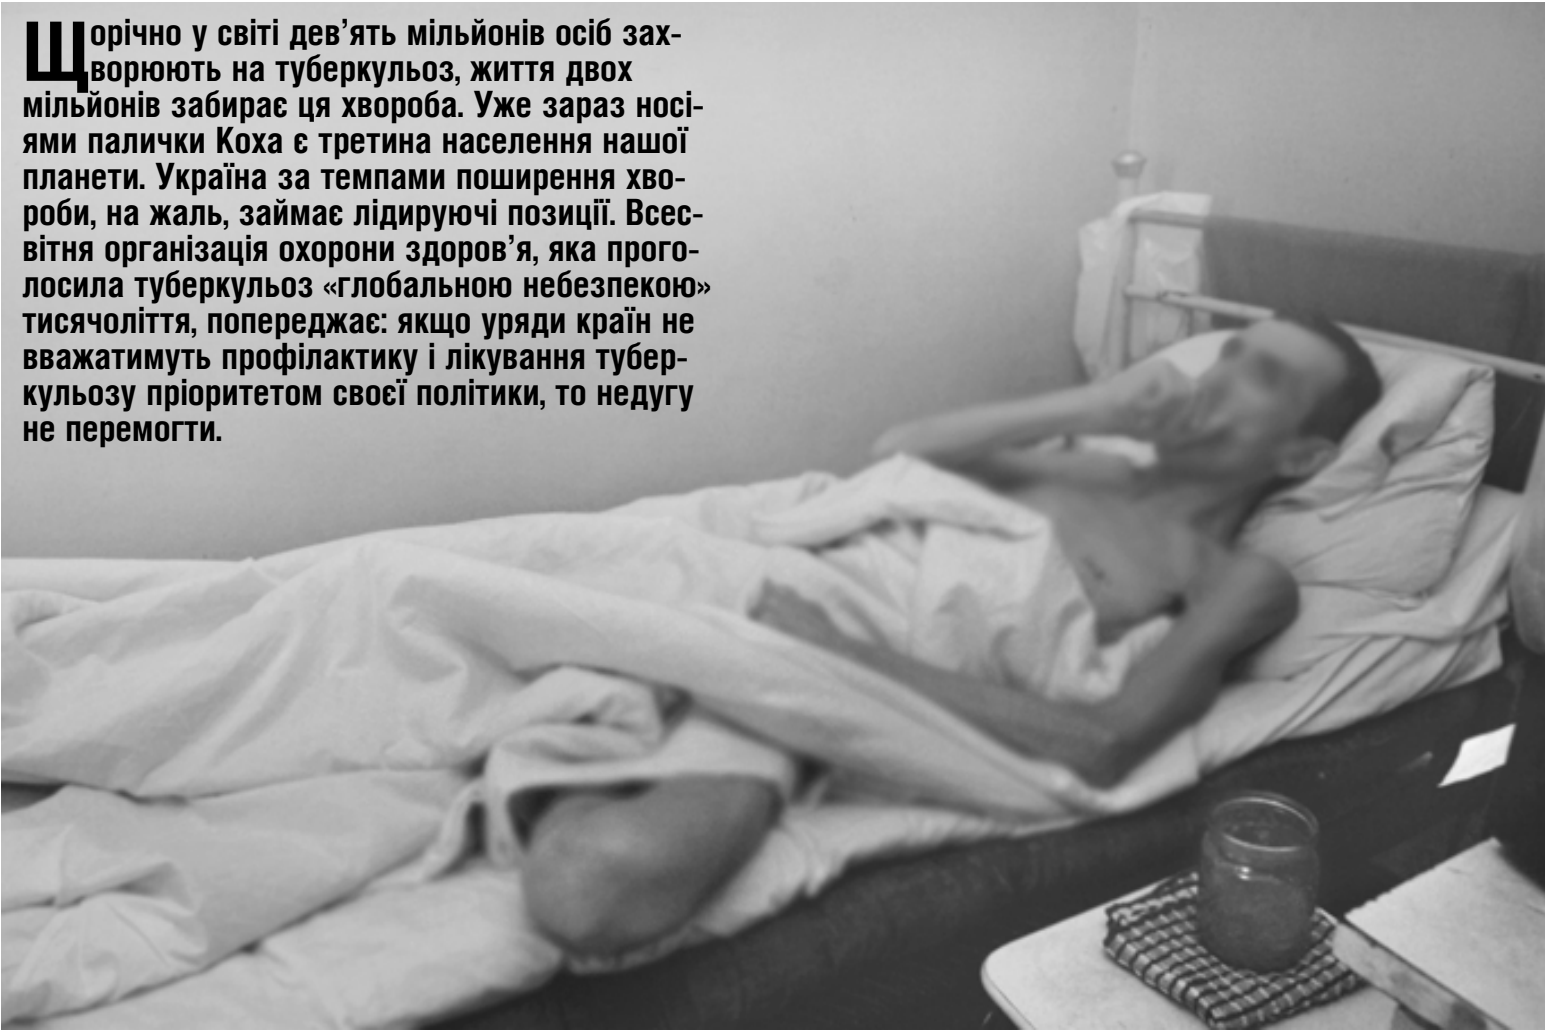 Щорічно у світі дев’ять мільйонів осіб зах-
ворюють на туберкульоз, життя двох
мільйонів забирає ця хвороба. Уже зараз носі-
ями палички Коха є третина населення нашої
планети. Україна за темпами поширення хво-
роби, на жаль, займає лідируючі позиції. Всес-
вітня організація охорони здоров’я, яка прого-
лосила туберкульоз «глобальною небезпекою»
тисячоліття, попереджає: якщо уряди країн не
вважатимуть профілактику і лікування тубер-
кульозу пріоритетом своєї політики, то недугу
не перемогти.